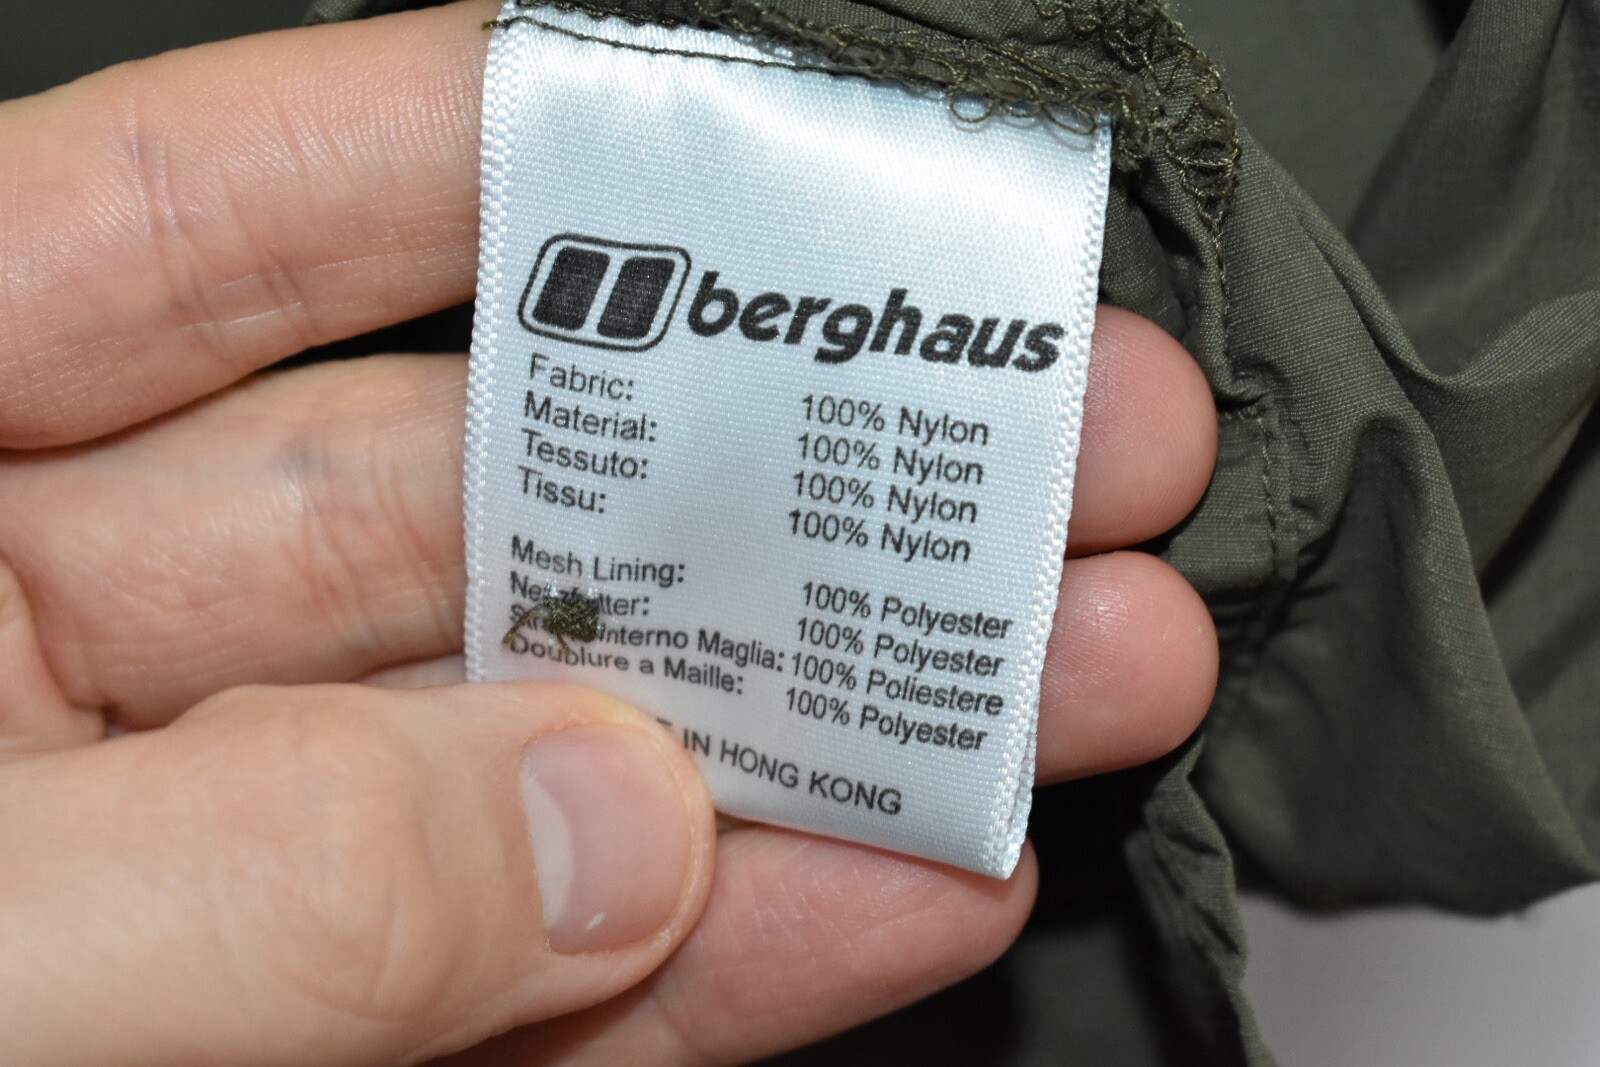 berghaus
Fabric: 100% Nylon
Material: 100% Nylon
Tessuto: 100% Nylon
Tissu: 100% Nylon
Mesh Lining: 100% Polyester
100% Polyester
interno Maglia: 100% Poliestere
Doublure a Maille: 100% Polyester
IN HONG KONG